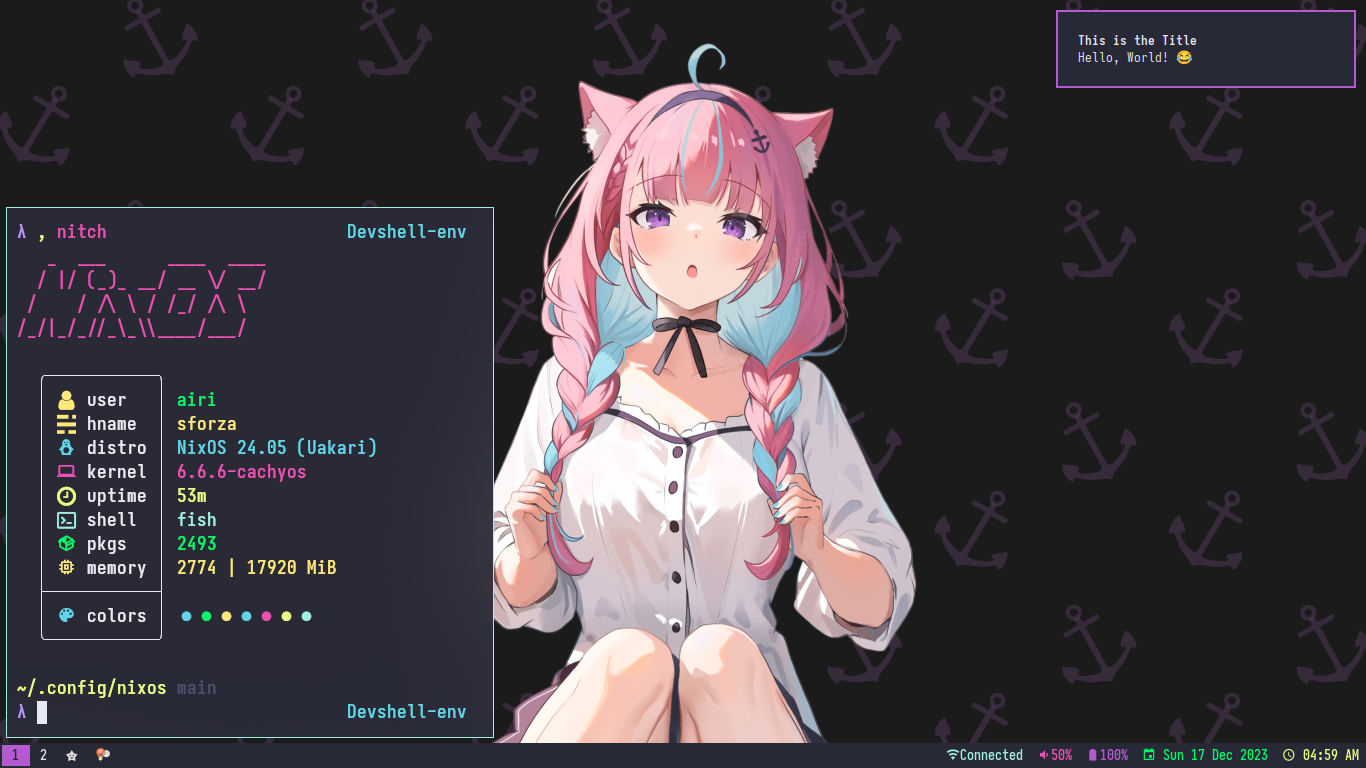 This is the Title
Hello, World! 😂
λ , nitch Devshell-env
user airi
hname sforza
distro NixOS 24.05 (Uakari)
kernel 6.6.6-cachyos
uptime 53m
shell fish
pkgs 2493
memory 2774 | 17920 MiB
colors
~/.config/nixos main
λ Devshell-env
1 2 Connected 50% 100% Sun 17 Dec 2023 04:59 AM